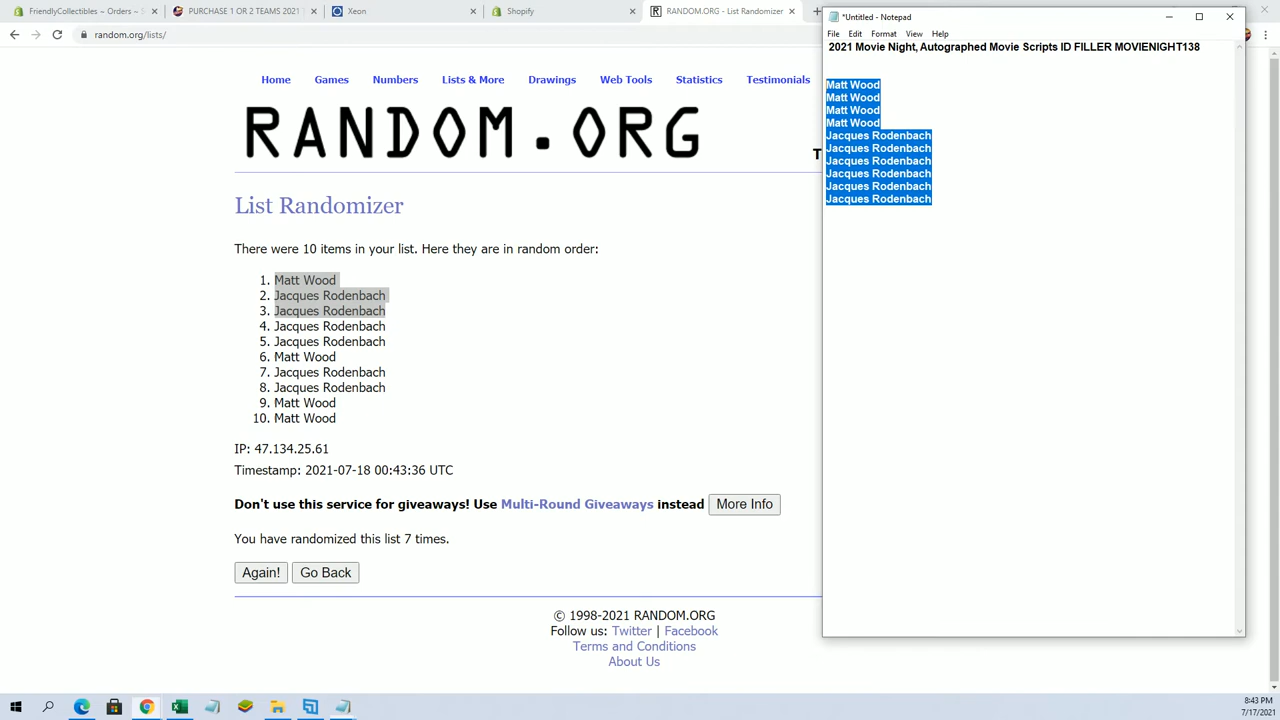 FriendlyCollectibles ~ Orders ~ S
PURCHASE 1 OR 2 TEAMS 2021
Xeon
Shopify
RANDOM.ORG - List Randomizer
random.org/lists/
Home
Games
Numbers
Lists & More
Drawings
Web Tools
Statistics
Testimonials
RANDOM.ORG
T
List Randomizer
There were 10 items in your list. Here they are in random order:
1. Matt Wood
2. Jacques Rodenbach
3. Jacques Rodenbach
4. Jacques Rodenbach
5. Jacques Rodenbach
6. Matt Wood
7. Jacques Rodenbach
8. Jacques Rodenbach
9. Matt Wood
10. Matt Wood
IP: 47.134.25.61
Timestamp: 2021-07-18 00:43:36 UTC
Don't use this service for giveaways! Use Multi-Round Giveaways instead More Info
You have randomized this list 7 times.
Again! Go Back
© 1998-2021 RANDOM.ORG
Follow us: Twitter | Facebook
Terms and Conditions
About Us
*Untitled - Notepad
File Edit Format View Help
2021 Movie Night, Autographed Movie Scripts ID FILLER MOVIENIGHT138
Matt Wood
Matt Wood
Matt Wood
Matt Wood
Jacques Rodenbach
Jacques Rodenbach
Jacques Rodenbach
Jacques Rodenbach
Jacques Rodenbach
Jacques Rodenbach
8:43 PM
7/17/2021